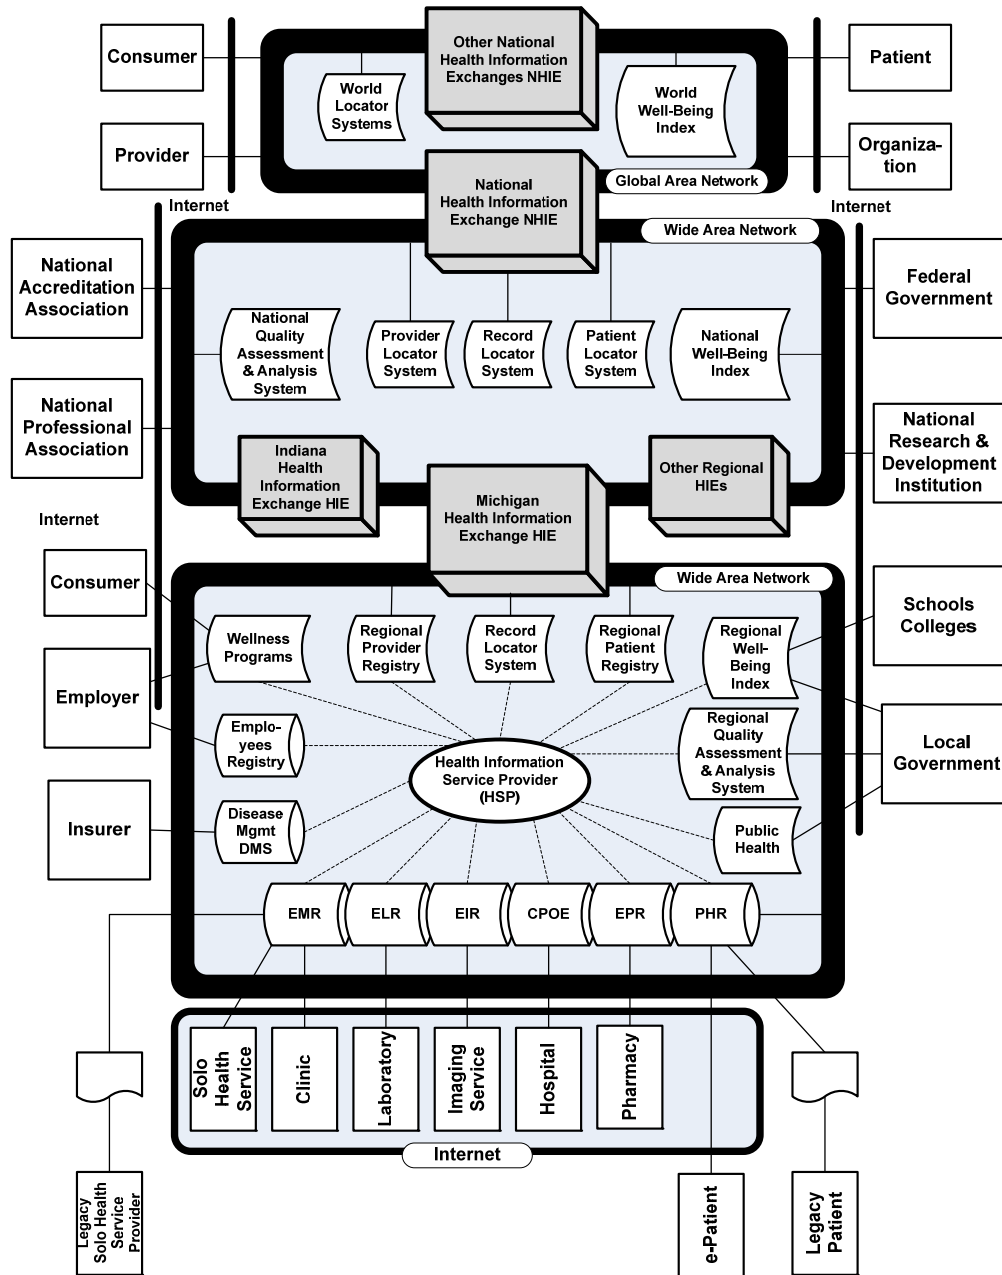 Consumer
Other National
Health Information
Exchanges NHIE
Patient
World
Locator
Systems
World
Well-Being
Index
Provider
Organiza-
tion
Global Area Network
National
Health Information
Exchange NHIE
Internet
Internet
Wide Area Network
National
Accreditation
Association
Federal
Government
National
Quality
Assessment
& Analysis
System
Provider
Locator
System
Record
Locator
System
Patient
Locator
System
National
Well-Being
Index
National
Professional
Association
National
Research &
Development
Institution
Indiana
Health
Information
Exchange HIE
Michigan
Health Information
Exchange HIE
Other Regional
HIEs
Internet
Wide Area Network
Consumer
Schools
Colleges
Wellness
Programs
Regional
Provider
Registry
Record
Locator
System
Regional
Patient
Registry
Regional
Well-
Being
Index
Employer
Emplo-
yees
Registry
Health Information
Service Provider
(HSP)
Regional
Quality
Assessment
& Analysis
System
Local
Government
Insurer
Disease
Mgmt
DMS
Public
Health
EMR
ELR
EIR
CPOE
EPR
PHR
Solo
Health
Service
Clinic
Laboratory
Imaging
Service
Hospital
Pharmacy
Internet
Legacy
Solo Health
Service
Provider
e-Patient
Legacy
Patient